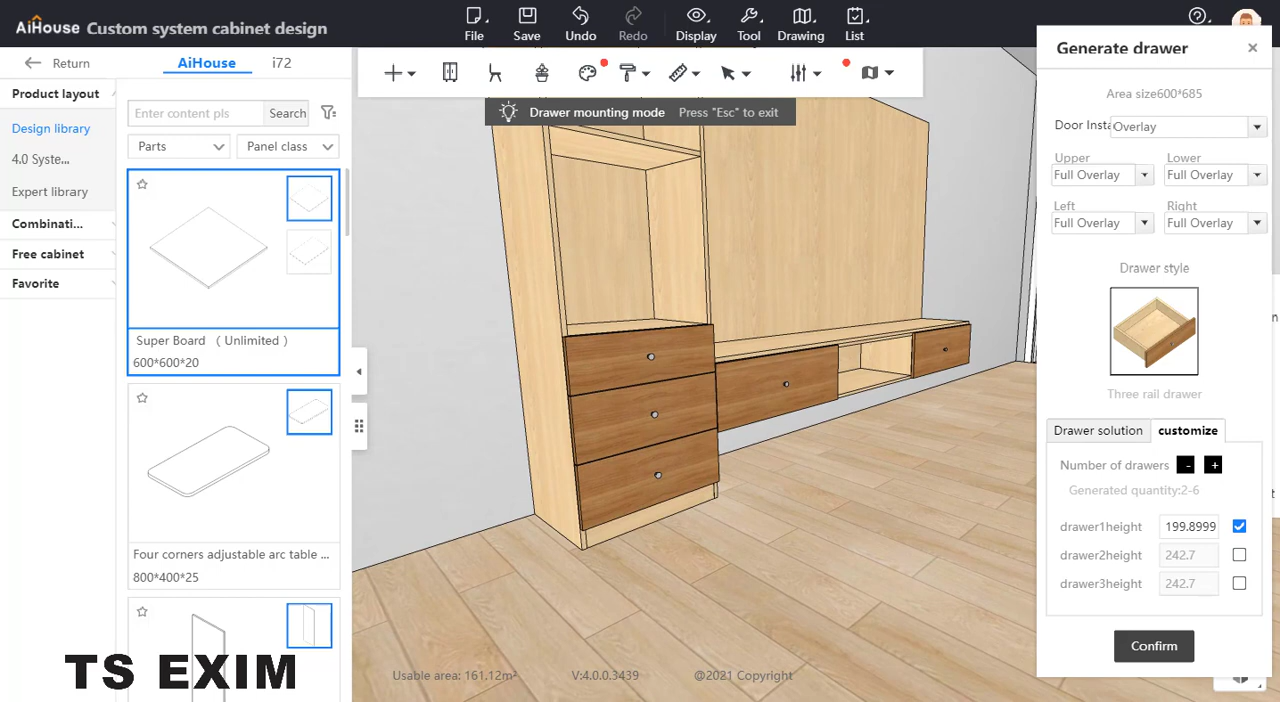 AiHouse Custom system cabinet design
File
Save
Undo
Redo
Display
Tool
Drawing
List
Return
AiHouse
i72
Product layout
Design library
4.0 Syste...
Expert library
Combinati...
Free cabinet
Favorite
Enter content pls
Search
Parts
Panel class
Super Board （ Unlimited ）
600*600*20
Four corners adjustable arc table ...
800*400*25
TS EXIM
Drawer mounting mode Press "Esc" to exit
Usable area: 161.12m²
V:4.0.0.3439
@2021 Copyright
Generate drawer
Area size600*685
Door Insta Overlay
Upper
Lower
Full Overlay
Full Overlay
Left
Right
Full Overlay
Full Overlay
Drawer style
Three rail drawer
Drawer solution
customize
Number of drawers - +
Generated quantity:2-6
drawer1height 199.8999
drawer2height 242.7
drawer3height 242.7
Confirm